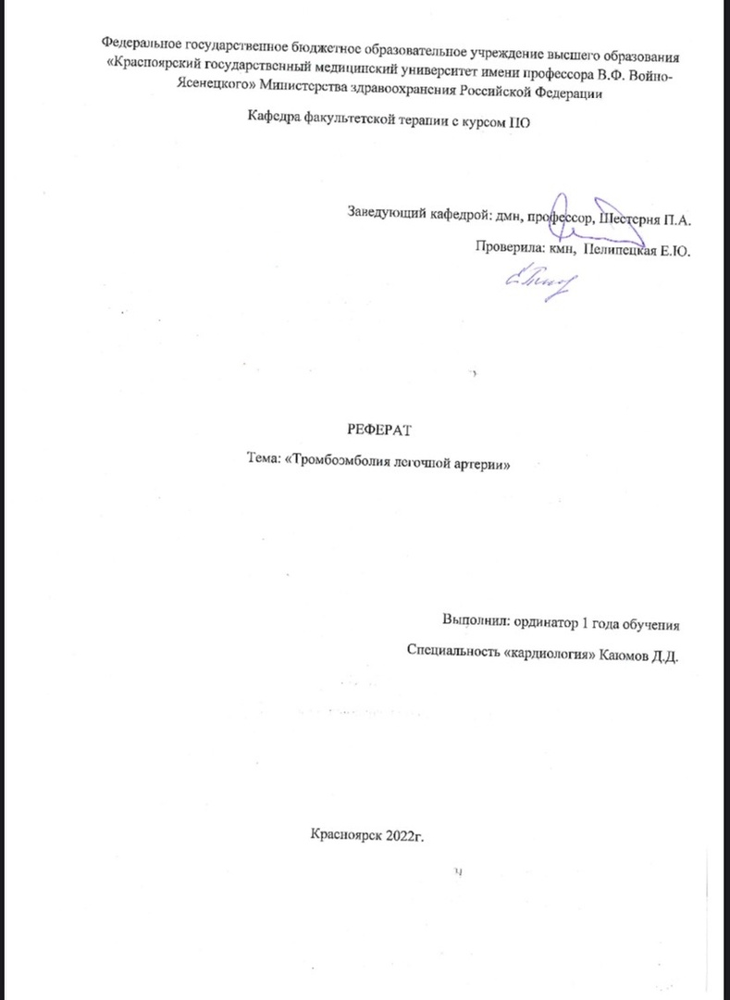 Федеральное государственное бюджетное образовательное учреждение высшего образования
«Красноярский государственный медицинский университет имени профессора В.Ф. Войно-
Ясенецкого» Министерства здравоохранения Российской Федерации
Кафедра факультетской терапии с курсом ПО
Заведующий кафедрой: дмн, профессор, Шестерня П.А.
Проверила: кмн, Пелипецкая Е.Ю.
РЕФЕРАТ
Тема: «Тромбоэмболия легочной артерии»
Выполнил: ординатор 1 года обучения
Специальность «кардиология» Каюмов Д.Д.
Красноярск 2022г.